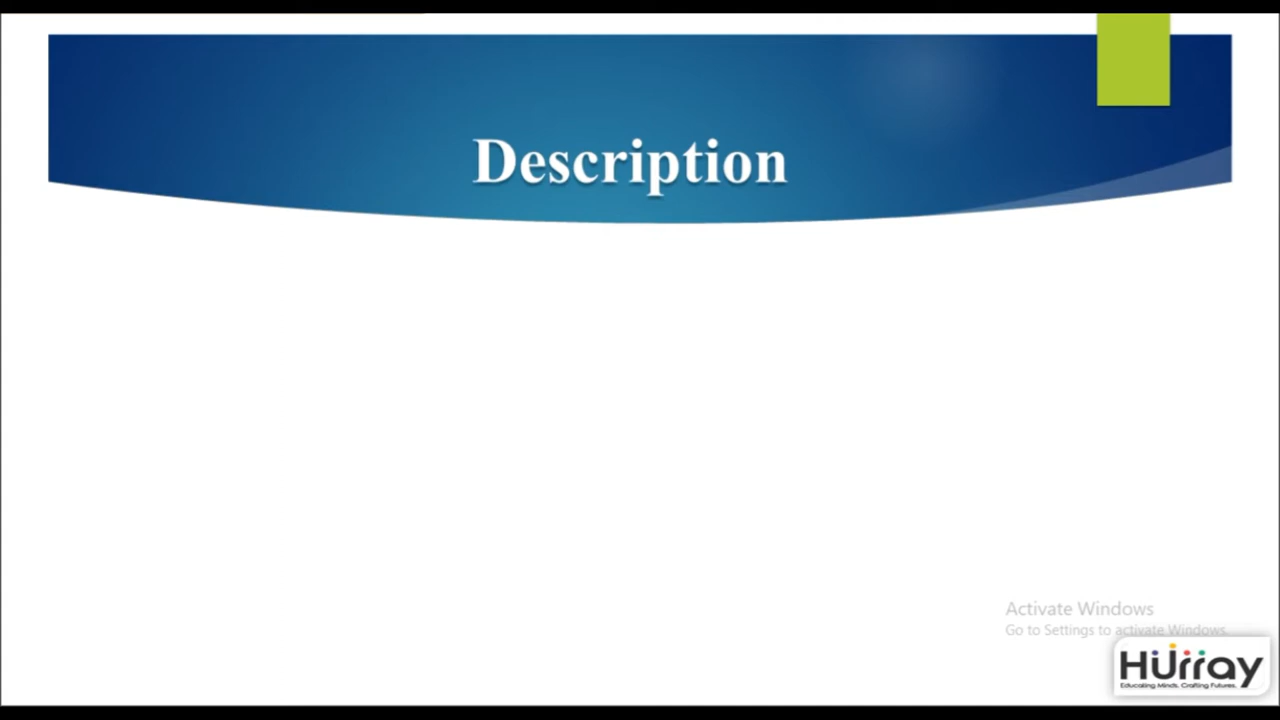 Description
Activate Windows
Go to Settings to activate Windows.
Hurray
Educating Minds. Crafting Futures.